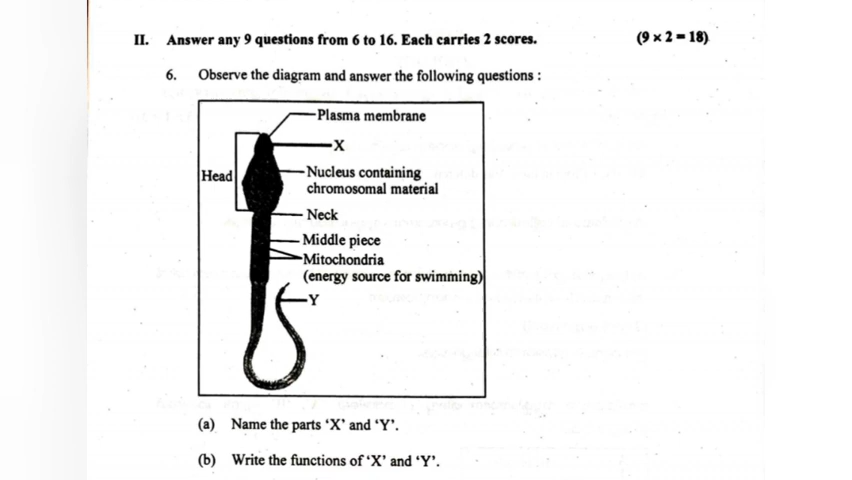 II. Answer any 9 questions from 6 to 16. Each carries 2 scores. (9 × 2 = 18)
6. Observe the diagram and answer the following questions :
Plasma membrane
X
Head
Nucleus containing
chromosomal material
Neck
Middle piece
Mitochondria
(energy source for swimming)
Y
(a) Name the parts ‘X’ and ‘Y’.
(b) Write the functions of ‘X’ and ‘Y’.